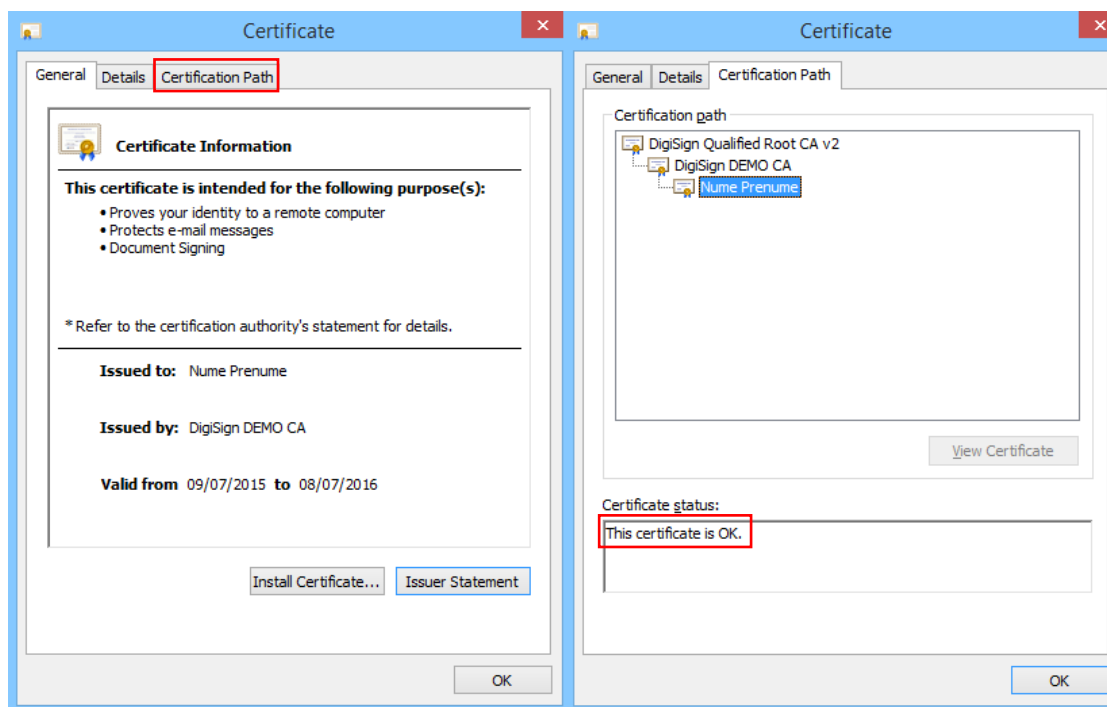 Certificate
General Details Certification Path
Certificate Information
This certificate is intended for the following purpose(s):
• Proves your identity to a remote computer
• Protects e-mail messages
• Document Signing
* Refer to the certification authority's statement for details.
Issued to: Nume Prenume
Issued by: DigiSign DEMO CA
Valid from 09/07/2015 to 08/07/2016
Install Certificate... Issuer Statement
OK
Certificate
General Details Certification Path
Certification path
DigiSign Qualified Root CA v2
DigiSign DEMO CA
Nume Prenume
View Certificate
Certificate status:
This certificate is OK.
OK